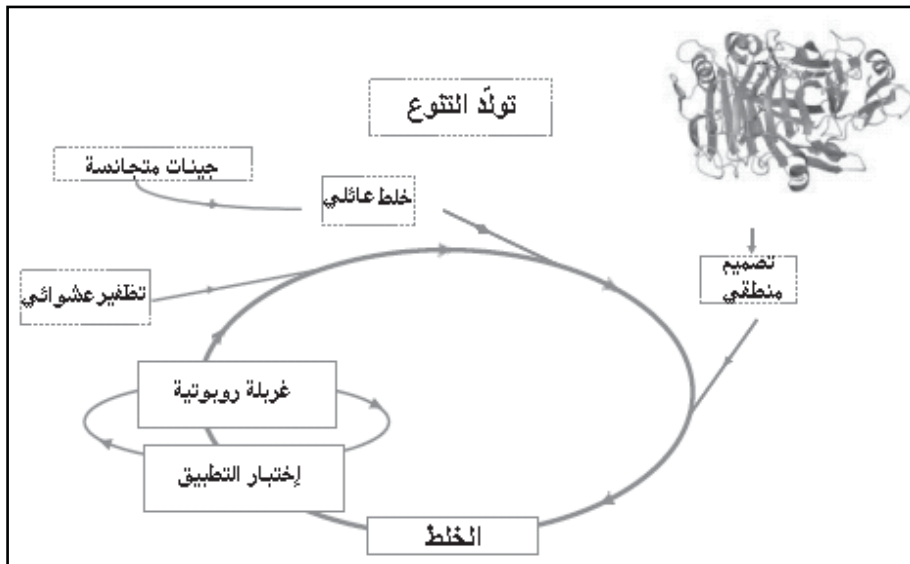 تولّد التنوع
جينات متجانسة
خلط عائلي
تصميم
منطقي
تطفير عشوائي
غربلة روبوتية
إختبار التطبيق
الخلط